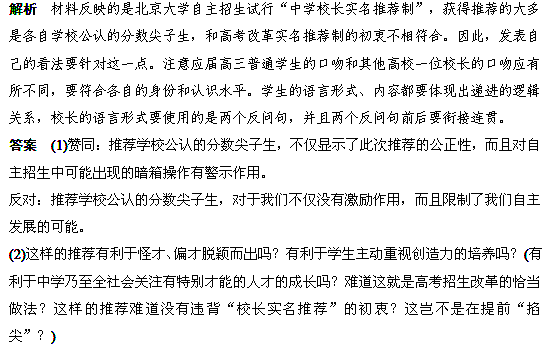 解析　材料反映的是北京大学自主招生试行“中学校长实名推荐制”，获得推荐的大多
是各自学校公认的分数尖子生，和高考改革实名推荐制的初衷不相符合。因此，发表自
己的看法要针对这一点。注意应届高三普通学生的口吻和其他高校一位校长的口吻应有
所不同，要符合各自的身份和认识水平。学生的语言形式、内容都要体现出递进的逻辑
关系，校长的语言形式要使用的是两个反问句，并且两个反问句前后要衔接连贯。
答案　(1)赞同：推荐学校公认的分数尖子生，不仅显示了此次推荐的公正性，而且对自
主招生中可能出现的暗箱操作有警示作用。
反对：推荐学校公认的分数尖子生，对于我们不仅没有激励作用，而且限制了我们自主
发展的可能。
(2)这样的推荐有利于怪才、偏才脱颖而出吗？有利于学生主动重视创造力的培养吗？(有
利于中学乃至全社会关注有特别才能的人才的成长吗？难道这就是高考招生改革的恰当
做法？这样的推荐难道没有违背“校长实名推荐”的初衷？这岂不是在提前“掐
尖”？)